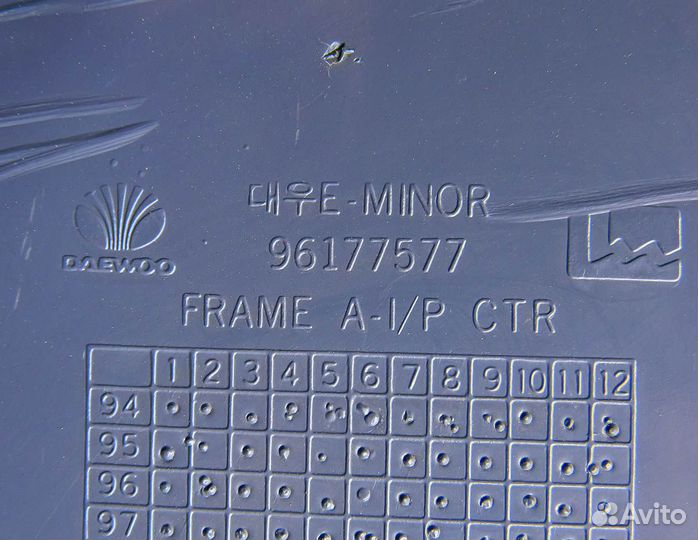 대우E-MINOR
DAEWOO
96177577
FRAME A-I/P CTR
1 2 3 4 5 6 7 8 9 10 11 12
94
95
96
97
Avito